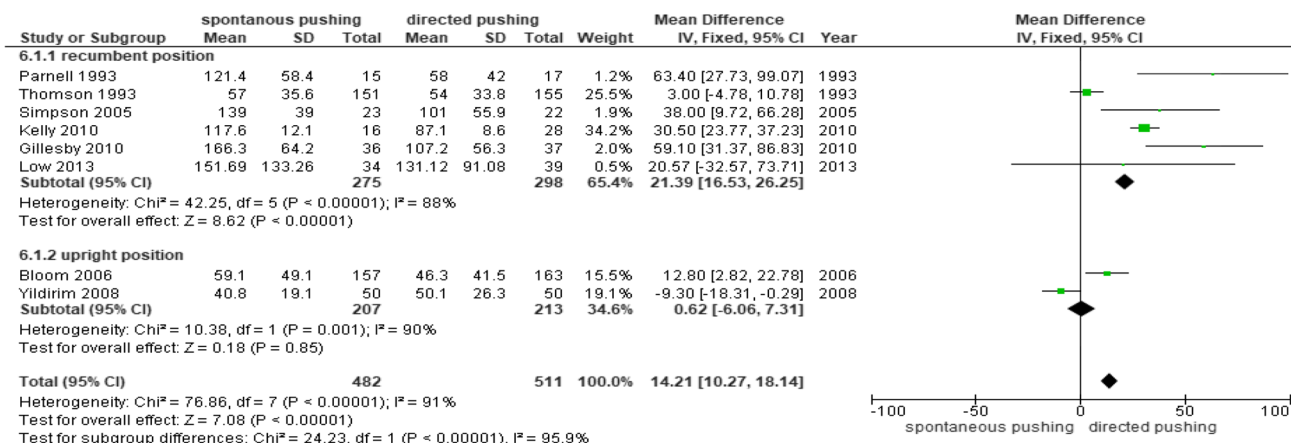 spontanous pushing directed pushing Mean Difference Mean Difference
Study or Subgroup Mean SD Total Mean SD Total Weight IV, Fixed, 95% CI Year IV, Fixed, 95% CI
6.1.1 recumbent position
Parnell 1993 121.4 58.4 15 58 42 17 1.2% 63.40 [27.73, 99.07] 1993
Thomson 1993 57 35.6 151 54 33.8 155 25.5% 3.00 [-4.78, 10.78] 1993
Simpson 2005 139 39 23 101 55.9 22 1.9% 38.00 [9.72, 66.28] 2005
Kelly 2010 117.6 12.1 16 87.1 8.6 28 34.2% 30.50 [23.77, 37.23] 2010
Gillesby 2010 166.3 64.2 36 107.2 56.3 37 2.0% 59.10 [31.37, 86.83] 2010
Low 2013 151.69 133.26 34 131.12 91.08 39 0.5% 20.57 [-32.57, 73.71] 2013
Subtotal (95% CI) 275 298 65.4% 21.39 [16.53, 26.25]
Heterogeneity: Chi² = 42.25, df = 5 (P < 0.00001); I² = 88%
Test for overall effect: Z = 8.62 (P < 0.00001)
6.1.2 upright position
Bloom 2006 59.1 49.1 157 46.3 41.5 163 15.5% 12.80 [2.82, 22.78] 2006
Yildirim 2008 40.8 19.1 50 50.1 26.3 50 19.1% -9.30 [-18.31, -0.29] 2008
Subtotal (95% CI) 207 213 34.6% 0.62 [-6.06, 7.31]
Heterogeneity: Chi² = 10.38, df = 1 (P = 0.001); I² = 90%
Test for overall effect: Z = 0.18 (P = 0.85)
Total (95% CI) 482 511 100.0% 14.21 [10.27, 18.14]
Heterogeneity: Chi² = 76.86, df = 7 (P < 0.00001); I² = 91%
Test for overall effect: Z = 7.08 (P < 0.00001)
Test for subgroup differences: Chi² = 24.23, df = 1 (P < 0.00001), I² = 95.9%
-100 -50 0 50 100
spontaneous pushing directed pushing